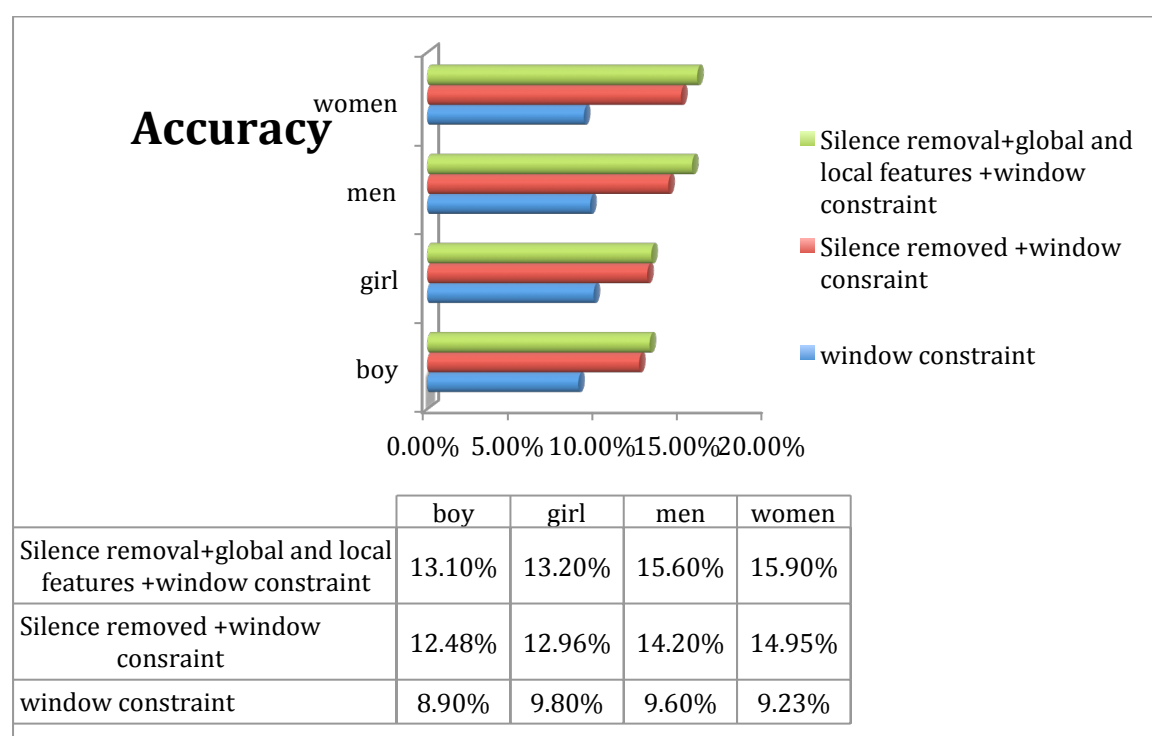 Accuracy
women
men
girl
boy
0.00% 5.00% 10.00% 15.00% 20.00%
Silence removal+global and
local features +window
constraint
Silence removed +window
consraint
window constraint
boy girl men women
Silence removal+global and local
features +window constraint
13.10% 13.20% 15.60% 15.90%
Silence removed +window
consraint
12.48% 12.96% 14.20% 14.95%
window constraint 8.90% 9.80% 9.60% 9.23%